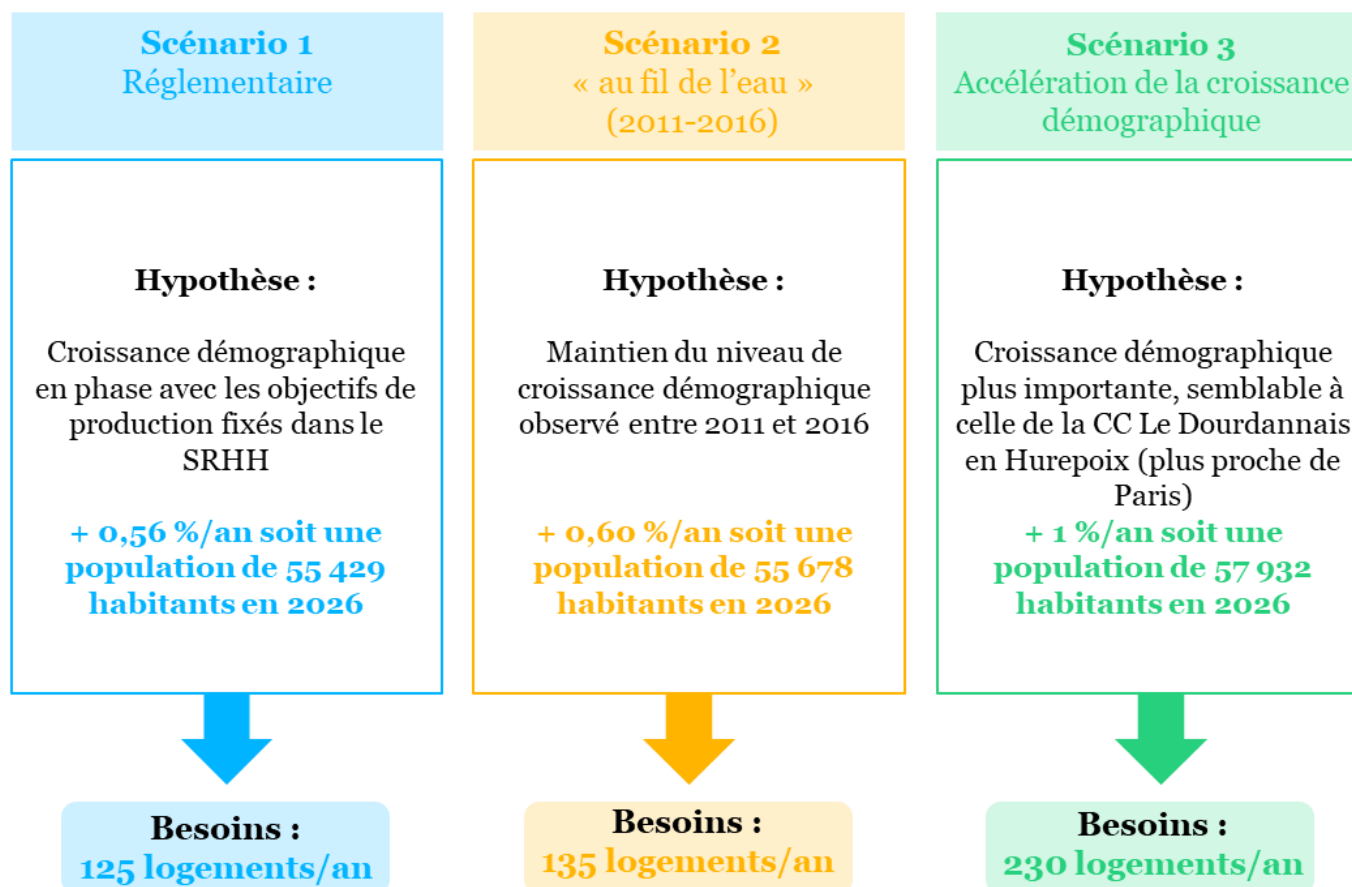 Scénario 1
Réglementaire
Hypothèse :
Croissance démographique
en phase avec les objectifs de
production fixés dans le
SRHH
+ 0,56 %/an soit une
population de 55 429
habitants en 2026
Besoins :
125 logements/an
Scénario 2
« au fil de l’eau »
(2011-2016)
Hypothèse :
Maintien du niveau de
croissance démographique
observé entre 2011 et 2016
+ 0,60 %/an soit une
population de 55 678
habitants en 2026
Besoins :
135 logements/an
Scénario 3
Accélération de la croissance
démographique
Hypothèse :
Croissance démographique
plus importante, semblable à
celle de la CC Le Dourdannais
en Hurepoix (plus proche de
Paris)
+ 1 %/an soit une
population de 57 932
habitants en 2026
Besoins :
230 logements/an